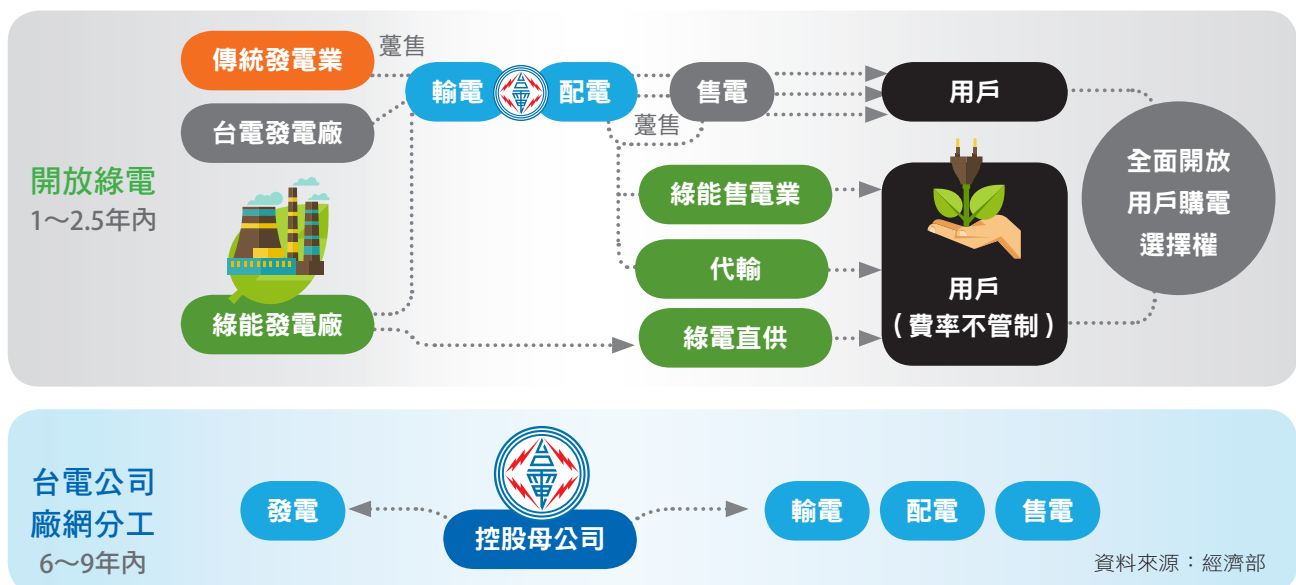 開放綠電
1～2.5年內
傳統發電業
躉售
台電發電廠
綠能發電廠
輸電
台電
配電
售電
躉售
綠能售電業
代輸
綠電直供
用戶
用戶
（費率不管制）
全面開放
用戶購電
選擇權
台電公司
廠網分工
6～9年內
發電
台電
控股母公司
輸電
配電
售電
資料來源：經濟部